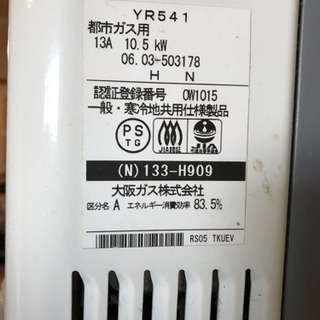 YR541
都市ガス用
13A 10.5 kW
06.03-503178
H N
認証登録番号 OW1015
一般・寒冷地共用仕様製品
PS
TG
JIA
(N) 133-H909
大阪ガス株式会社
区分名 A エネルギー消費効率 83.5%
RS05 TKUEV